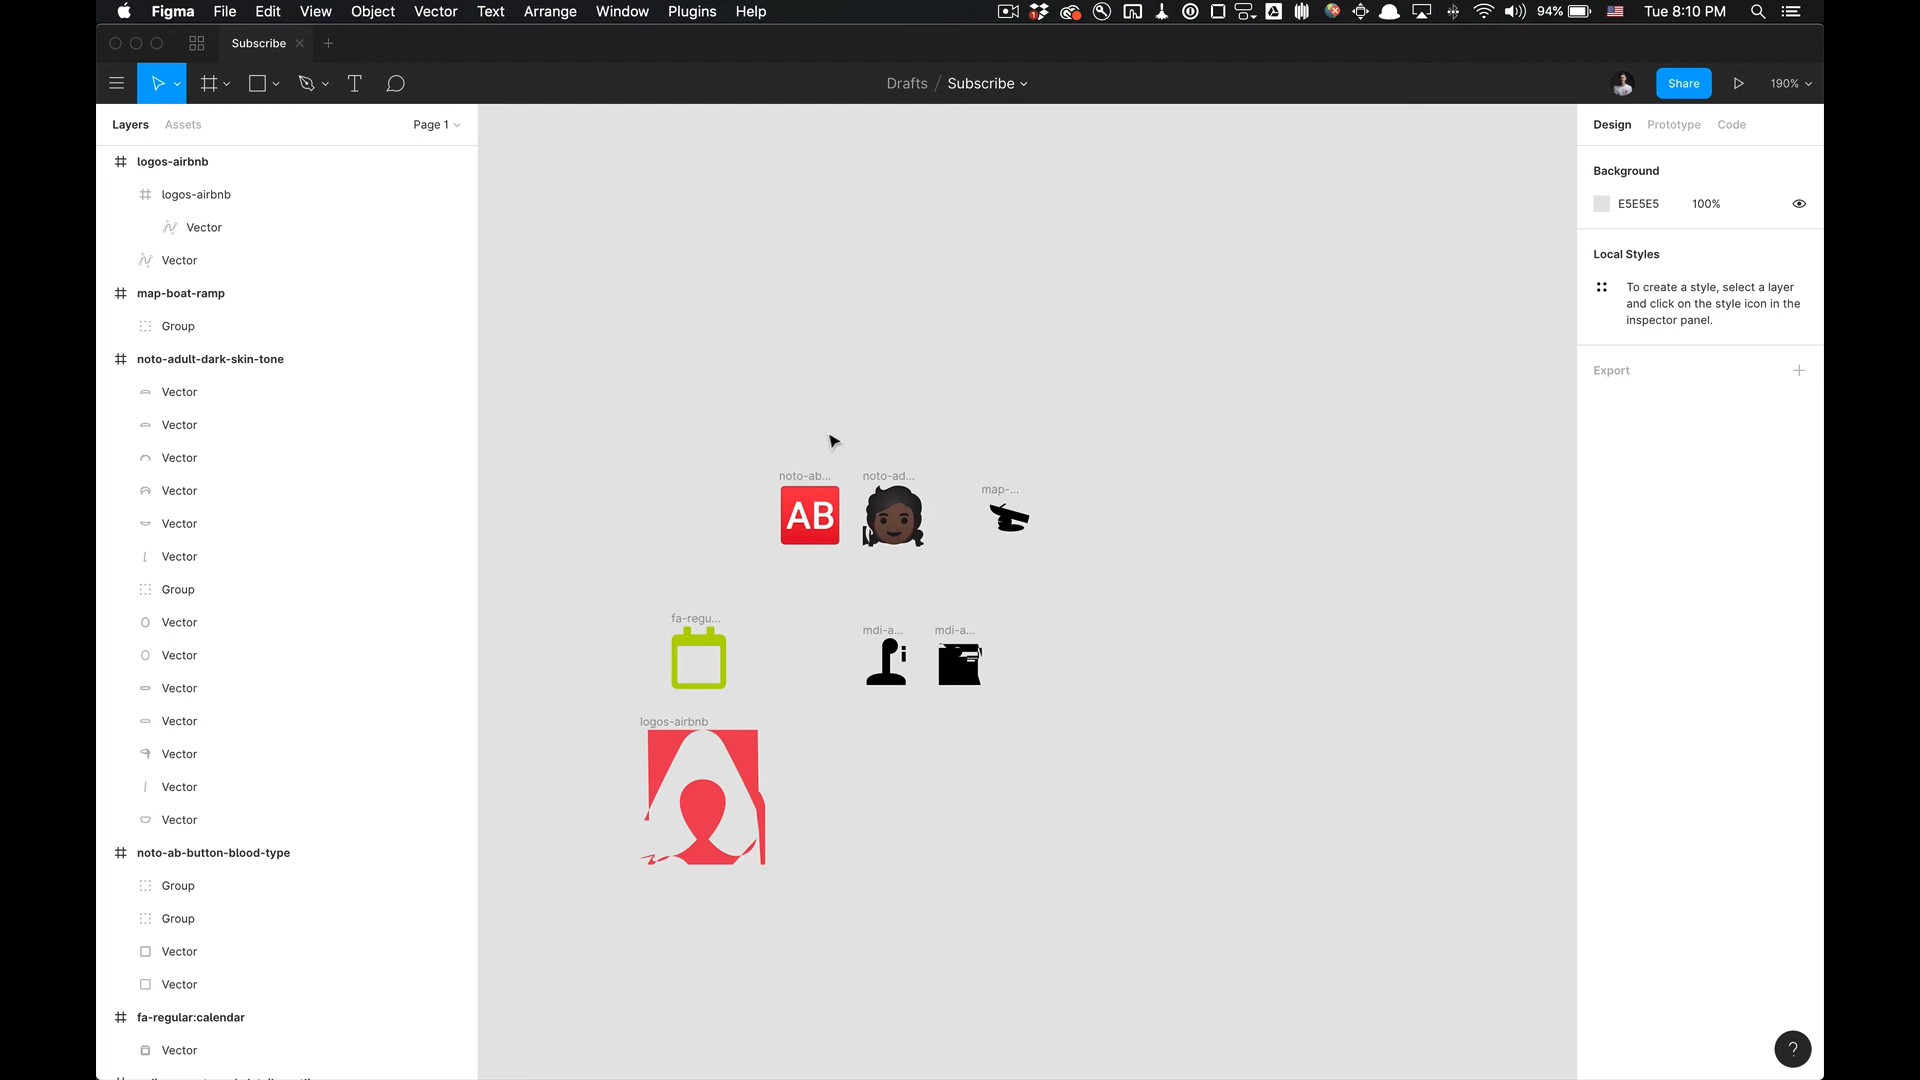 Figma File Edit View Object Vector Text Arrange Window Plugins Help 94% Tue 8:10 PM
Subscribe
Drafts / Subscribe Share 190%
Layers Assets Page 1
logos-airbnb
logos-airbnb
Vector
Vector
map-boat-ramp
Group
noto-adult-dark-skin-tone
Vector
Vector
Vector
Vector
Vector
Vector
Group
Vector
Vector
Vector
Vector
Vector
Vector
Vector
noto-ab-button-blood-type
Group
Group
Vector
Vector
fa-regular:calendar
Vector
noto-ab... noto-ad... map-...
AB
fa-regu... mdi-a... mdi-a...
logos-airbnb
Design Prototype Code
Background
E5E5E5 100%
Local Styles
To create a style, select a layer
and click on the style icon in the
inspector panel.
Export
?